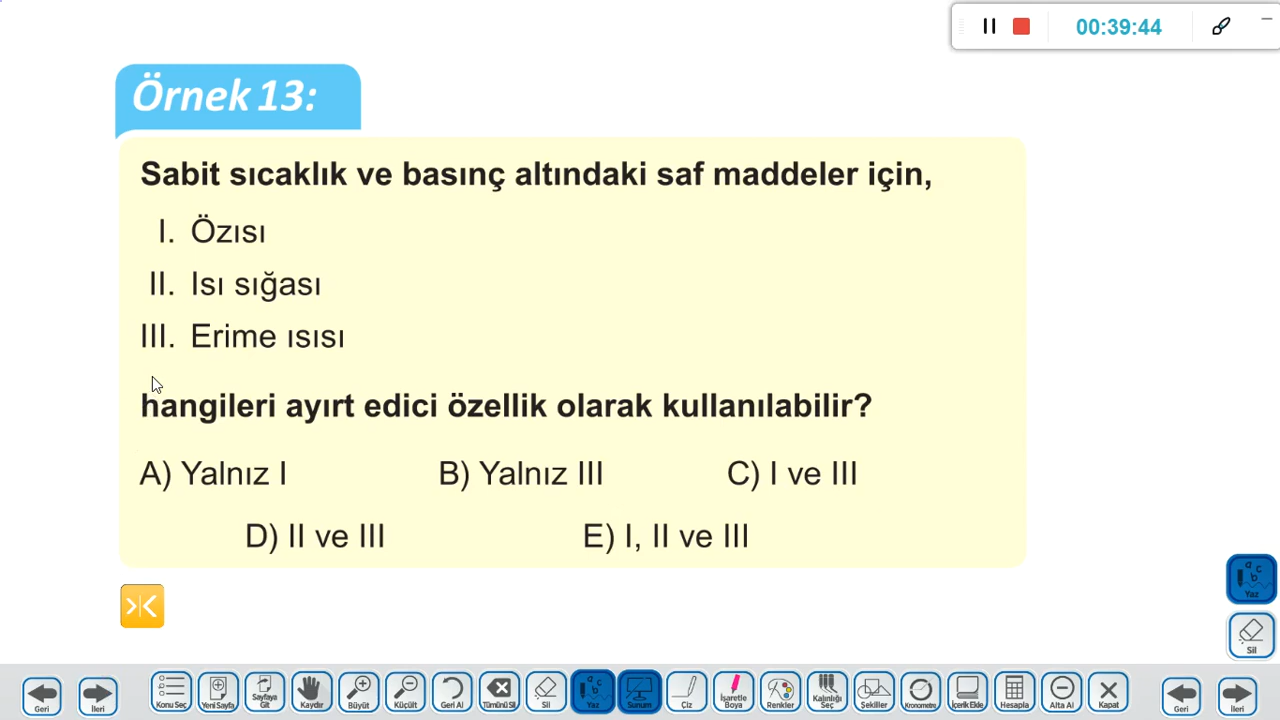 00:39:44
Örnek 13:
Sabit sıcaklık ve basınç altındaki saf maddeler için,
I. Özısı
II. Isı sığası
III. Erime ısısı
hangileri ayırt edici özellik olarak kullanılabilir?
A) Yalnız I B) Yalnız III C) I ve III
D) II ve III E) I, II ve III
a b c
Yaz
Sil
Geri İleri Konu Seç Yeni Sayfa Sayfaya Git Kaydır Büyüt Küçült Geri Al Tümünü Sil Sil Yaz Sunum Çiz İşaretle Boya Renkler Kalınlığı Seç Şekiller Kronometre İçerik Ekle Hesapla Alta Al Kapat Geri İleri